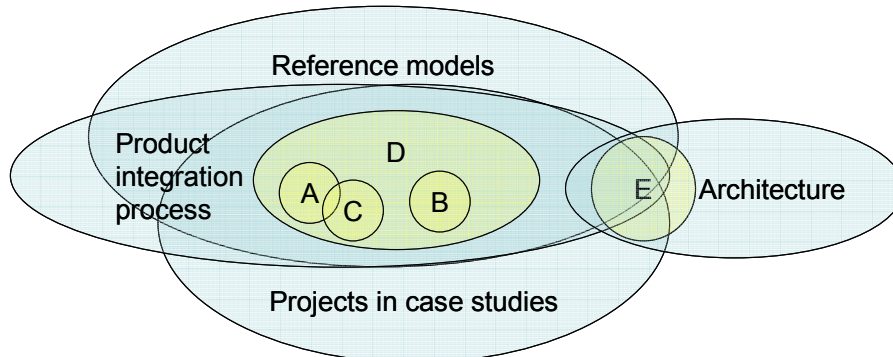 Reference models
Product
integration
process
D
A
C
B
E
Architecture
Projects in case studies